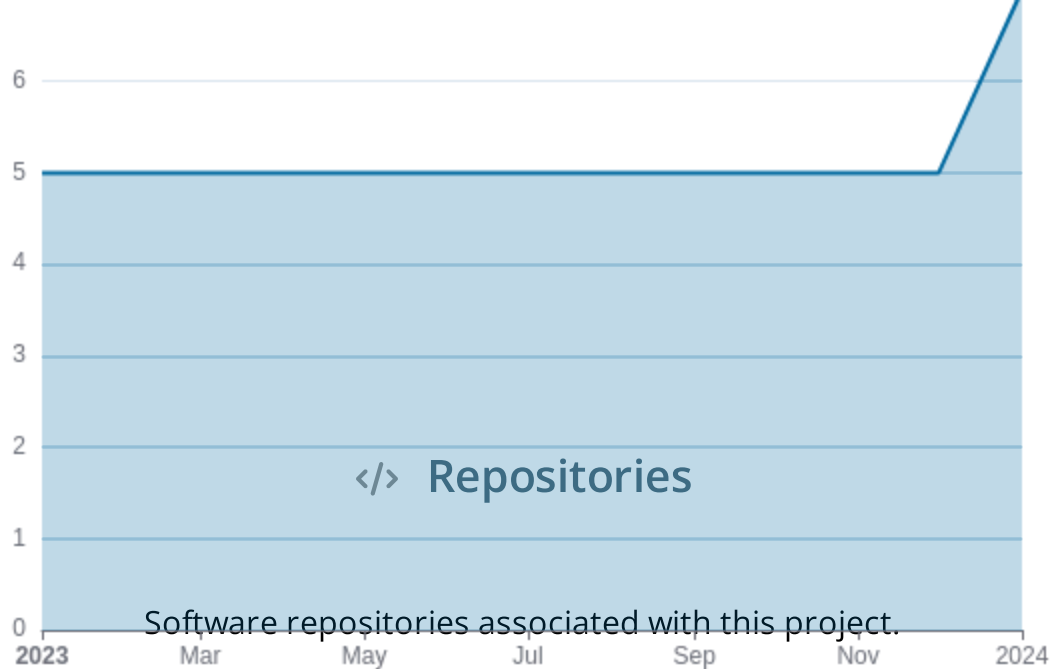 6
5
4
3
2
</> Repositories
1
Software repositories associated with this project.
0
2023 Mar May Jul Sep Nov 2024